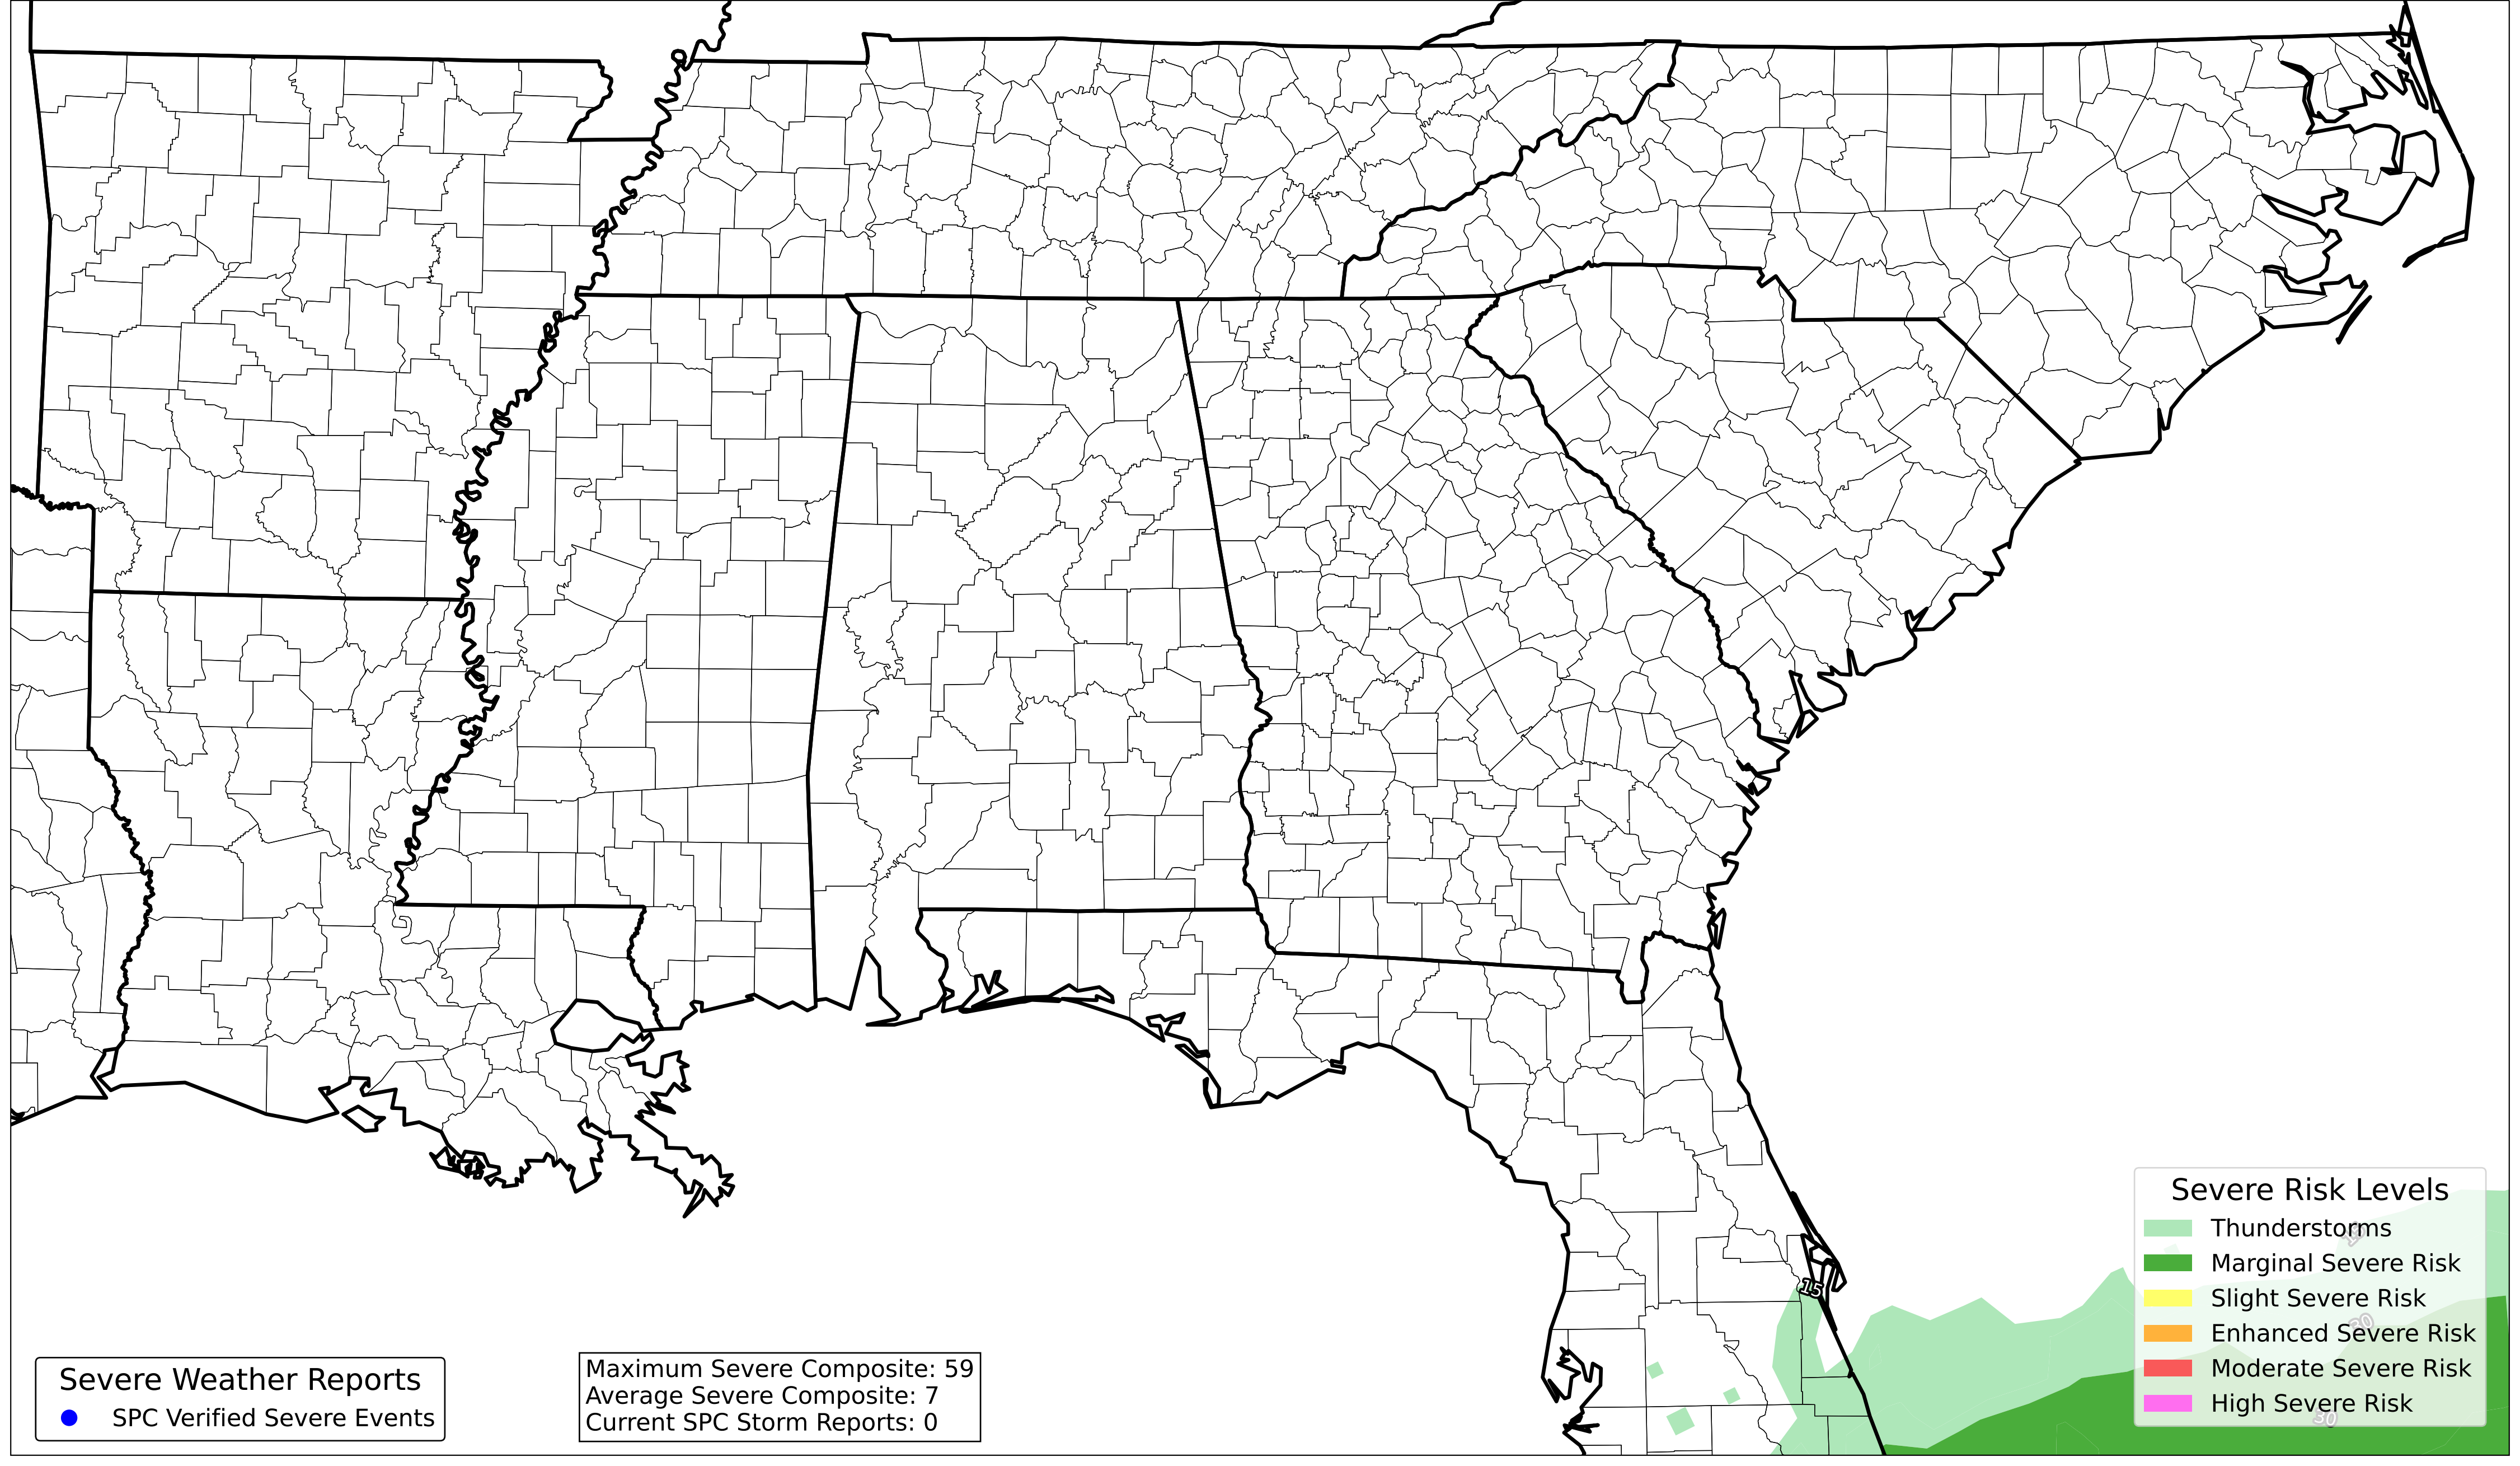 15
Severe Risk Levels
Thunderstorms
Marginal Severe Risk
Slight Severe Risk
Enhanced Severe Risk
Moderate Severe Risk
High Severe Risk
30
Severe Weather Reports
SPC Verified Severe Events
Maximum Severe Composite: 59
Average Severe Composite: 7
Current SPC Storm Reports: 0